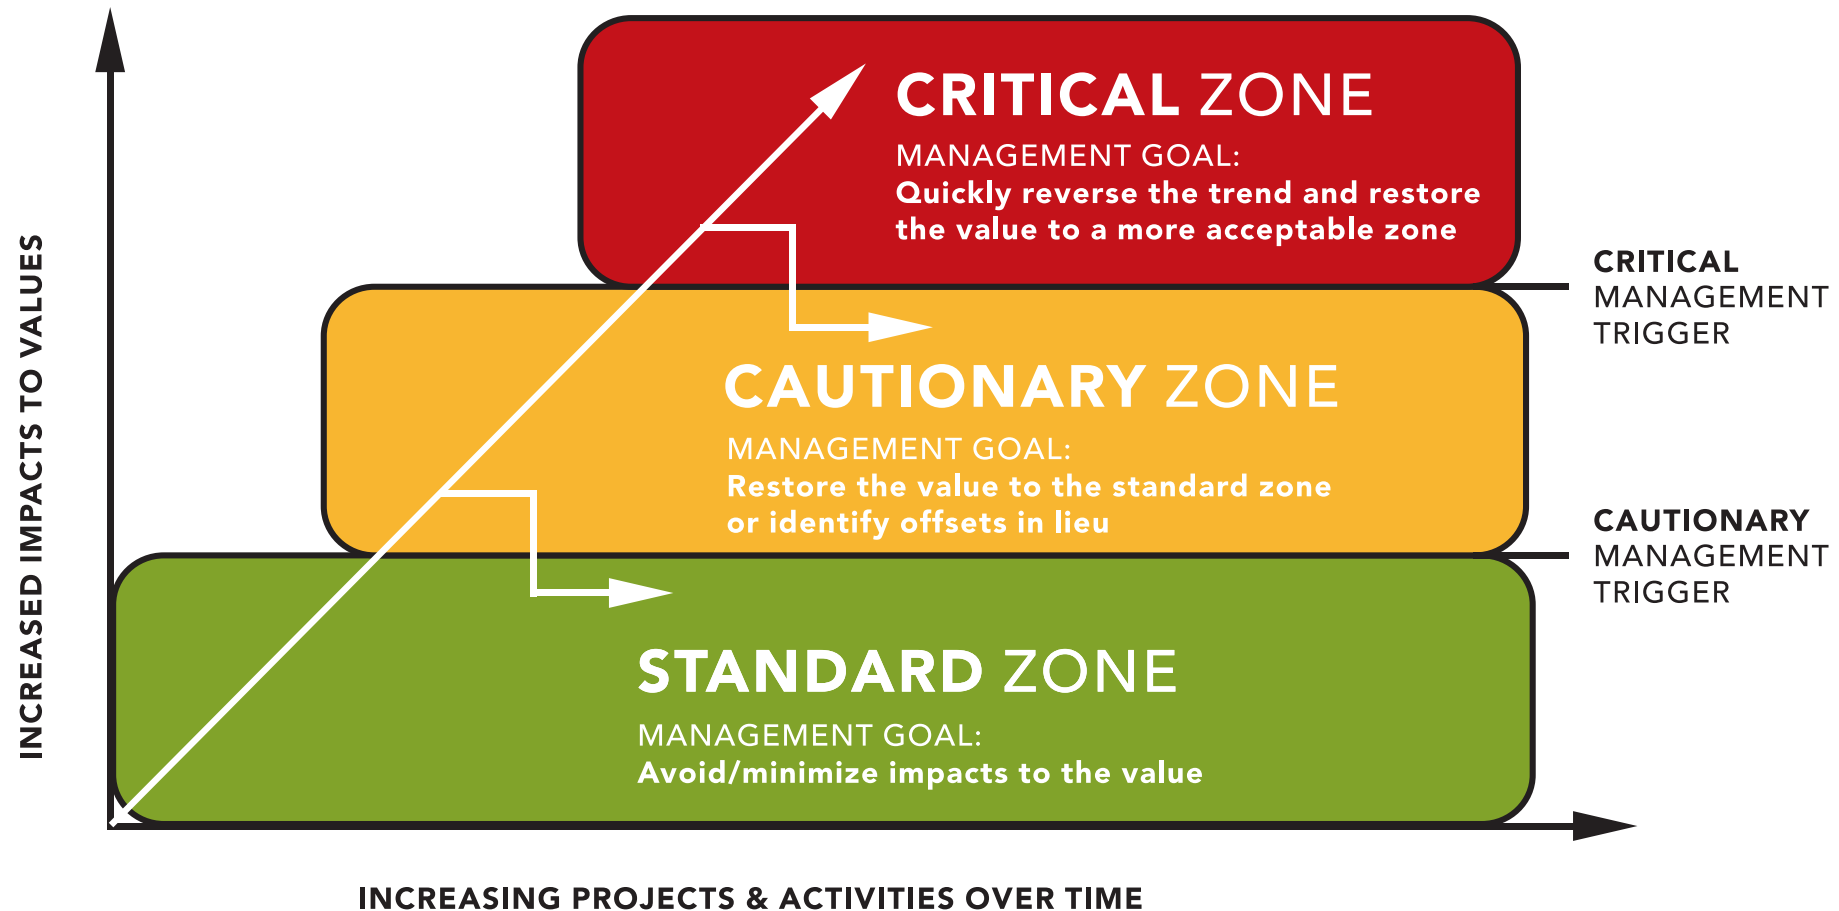 INCREASED IMPACTS TO VALUES
CRITICAL ZONE
MANAGEMENT GOAL:
Quickly reverse the trend and restore
the value to a more acceptable zone
CRITICAL
MANAGEMENT
TRIGGER
CAUTIONARY ZONE
MANAGEMENT GOAL:
Restore the value to the standard zone
or identify offsets in lieu
CAUTIONARY
MANAGEMENT
TRIGGER
STANDARD ZONE
MANAGEMENT GOAL:
Avoid/minimize impacts to the value
INCREASING PROJECTS & ACTIVITIES OVER TIME